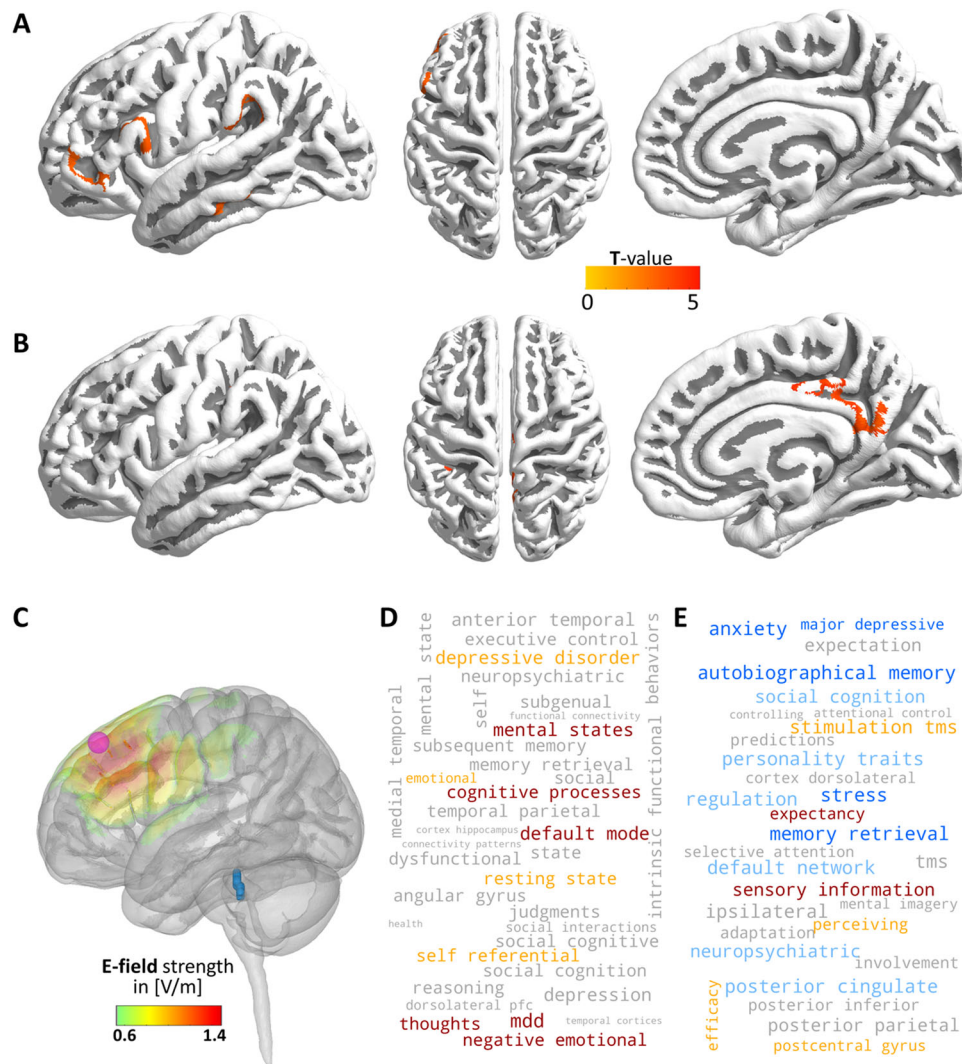 A
T-value
0 5
B
C
E-field strength
in [V/m]
0.6 1.4
D
mental state
anterior temporal
executive control
depressive disorder
neuropsychiatric
self
subgenual
functional connectivity
mental states
subsequent memory
memory retrieval
emotional
social
cognitive processes
temporal parietal
cortex hippocampus
default mode
connectivity patterns
dysfunctional
state
resting state
angular gyrus
judgments
health
social interactions
social cognitive
self referential
social cognition
reasoning
depression
dorsolateral pfc
thoughts
mdd
temporal cortices
negative emotional
medial temporal
intrinsic functional behaviors
E
anxiety
major depressive
expectation
autobiographical memory
social cognition
controlling
attentional control
stimulation tms
predictions
personality traits
cortex dorsolateral
regulation
stress
expectancy
memory retrieval
selective attention
default network
tms
sensory information
mental imagery
ipsilateral
perceiving
adaptation
neuropsychiatric
involvement
posterior cingulate
posterior inferior
efficacy
posterior parietal
postcentral gyrus